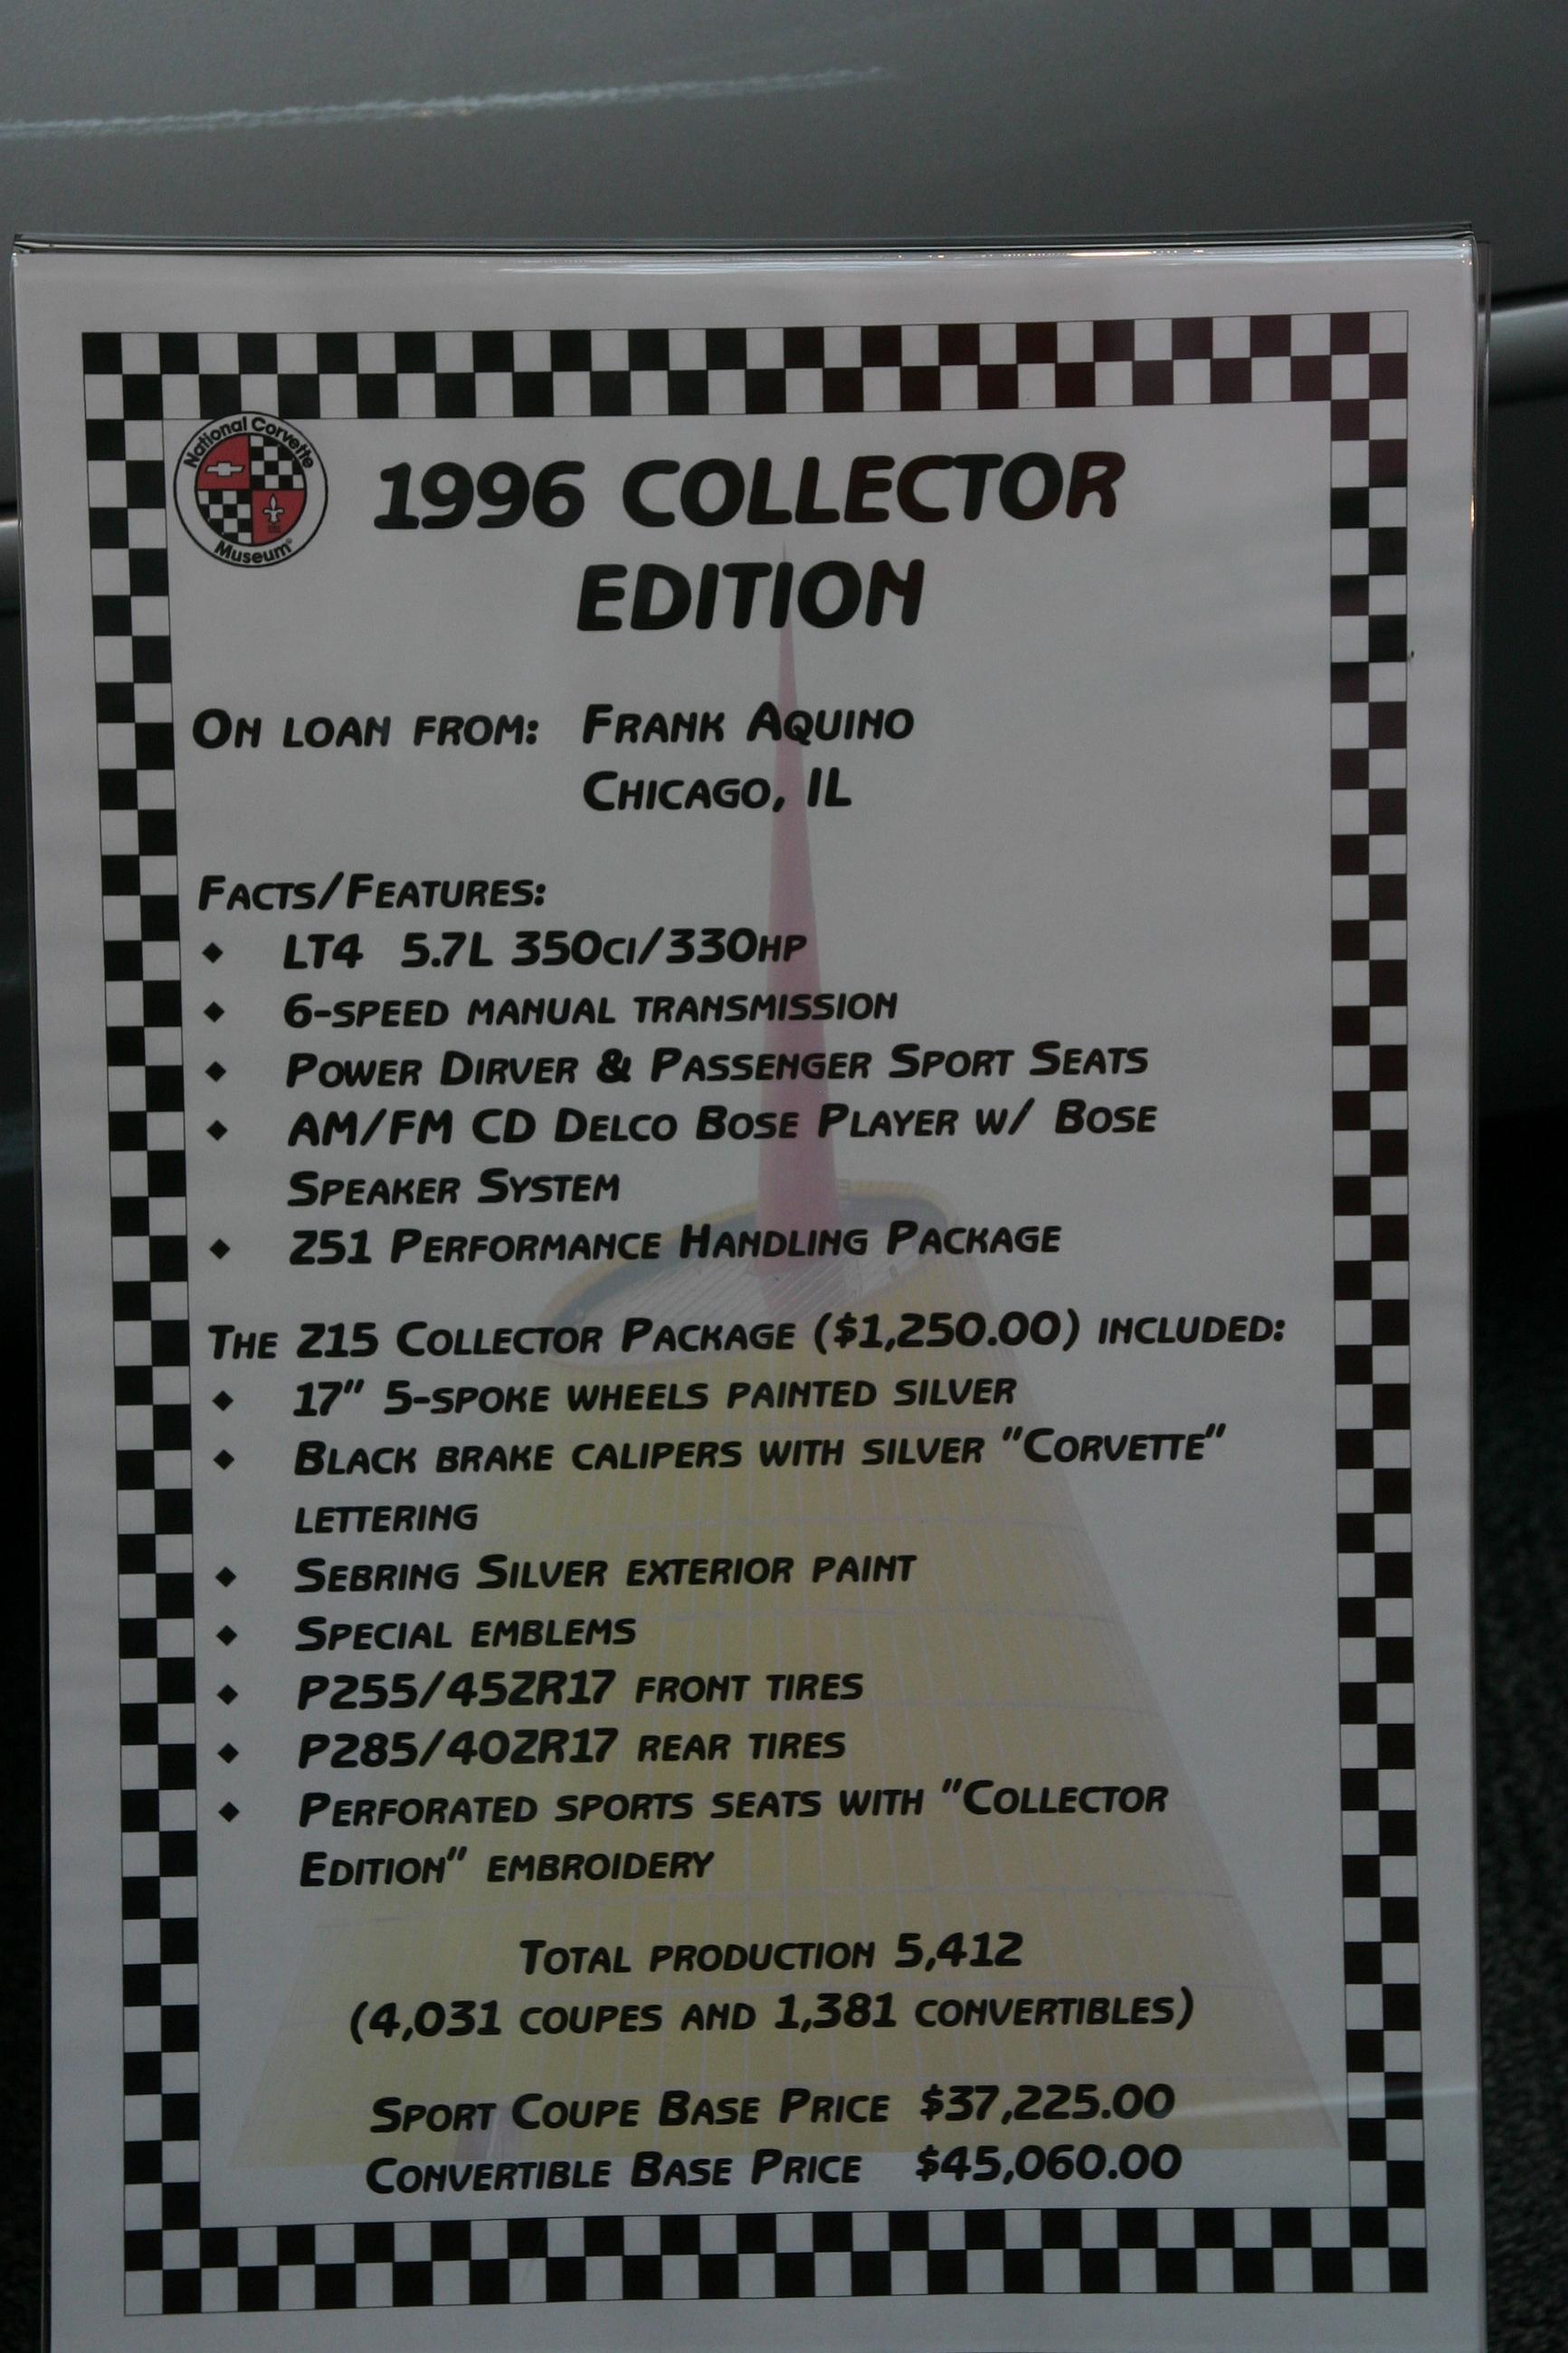 National Corvette
Museum
1996 COLLECTOR
EDITION
ON LOAN FROM: FRANK AQUINO
CHICAGO, IL
FACTS/FEATURES:
◆ LT4 5.7L 350CI/330HP
◆ 6-SPEED MANUAL TRANSMISSION
◆ POWER DIRVER & PASSENGER SPORT SEATS
◆ AM/FM CD DELCO BOSE PLAYER W/ BOSE
SPEAKER SYSTEM
◆ Z51 PERFORMANCE HANDLING PACKAGE
THE Z15 COLLECTOR PACKAGE ($1,250.00) INCLUDED:
◆ 17" 5-SPOKE WHEELS PAINTED SILVER
◆ BLACK BRAKE CALIPERS WITH SILVER "CORVETTE"
LETTERING
◆ SEBRING SILVER EXTERIOR PAINT
◆ SPECIAL EMBLEMS
◆ P255/45ZR17 FRONT TIRES
◆ P285/40ZR17 REAR TIRES
◆ PERFORATED SPORTS SEATS WITH "COLLECTOR
EDITION" EMBROIDERY
TOTAL PRODUCTION 5,412
(4,031 COUPES AND 1,381 CONVERTIBLES)
SPORT COUPE BASE PRICE $37,225.00
CONVERTIBLE BASE PRICE $45,060.00